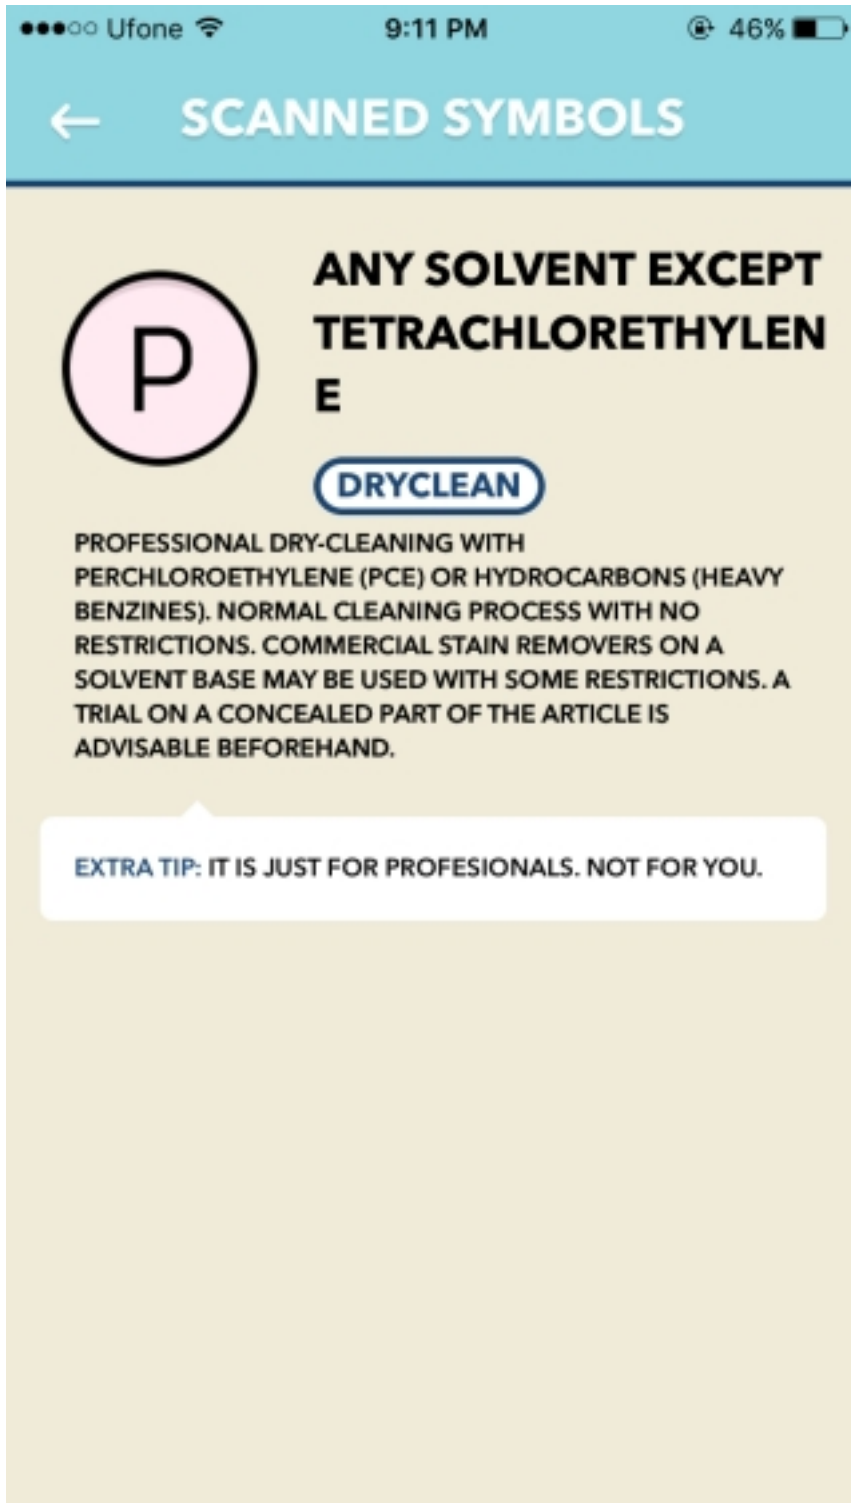 Ufone 9:11 PM 46%
SCANNED SYMBOLS
P
ANY SOLVENT EXCEPT
TETRACHLORETHYLEN
E
DRYCLEAN
PROFESSIONAL DRY-CLEANING WITH
PERCHLOROETHYLENE (PCE) OR HYDROCARBONS (HEAVY
BENZINES). NORMAL CLEANING PROCESS WITH NO
RESTRICTIONS. COMMERCIAL STAIN REMOVERS ON A
SOLVENT BASE MAY BE USED WITH SOME RESTRICTIONS. A
TRIAL ON A CONCEALED PART OF THE ARTICLE IS
ADVISABLE BEFOREHAND.
EXTRA TIP: IT IS JUST FOR PROFESIONALS. NOT FOR YOU.